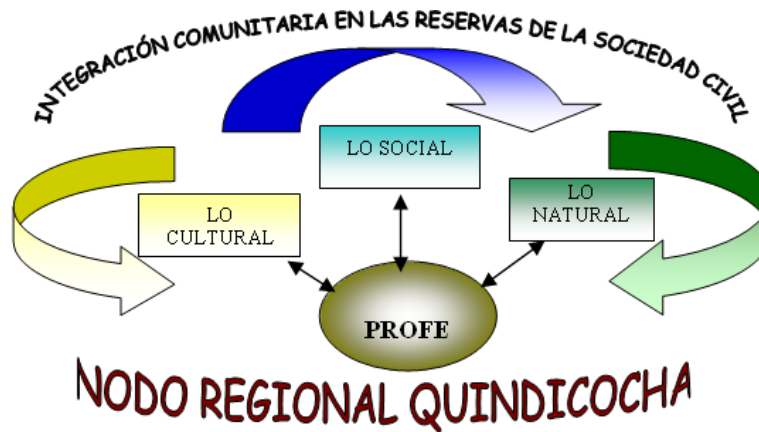 INTEGRACIÓN COMUNITARIA EN LAS RESERVAS DE LA SOCIEDAD CIVIL
LO SOCIAL
LO
CULTURAL
LO
NATURAL
PROFE
NODO REGIONAL QUINDICOCHA